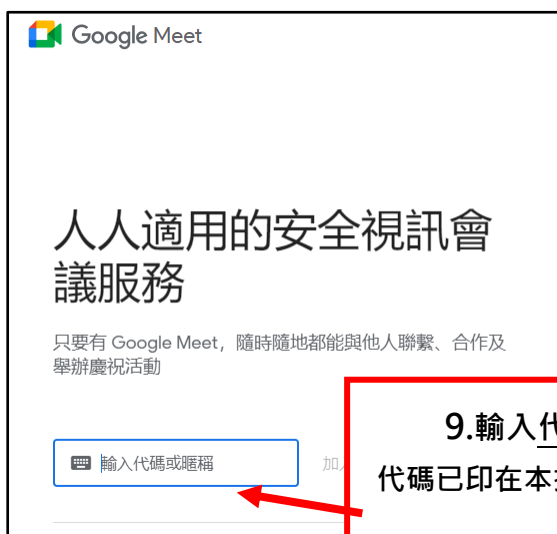 Google Meet
人人適用的安全視訊會
議服務
只要有 Google Meet，隨時隨地都能與他人聯繫、合作及
舉辦慶祝活動
輸入代碼或暱稱
加
9.輸入代
代碼已印在本